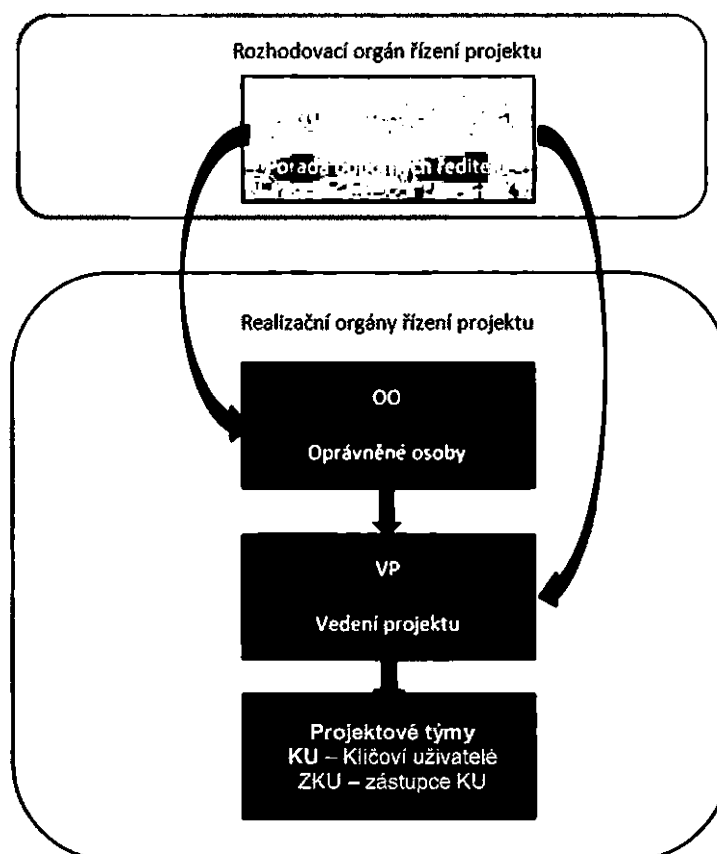 Rozhodovací orgán řízení projektu
Porada
Realizační orgány řízení projektu
OO
Oprávněné osoby
VP
Vedení projektu
Projektové týmy
KU – Klíčoví uživatelé
ZKU – zástupce KU